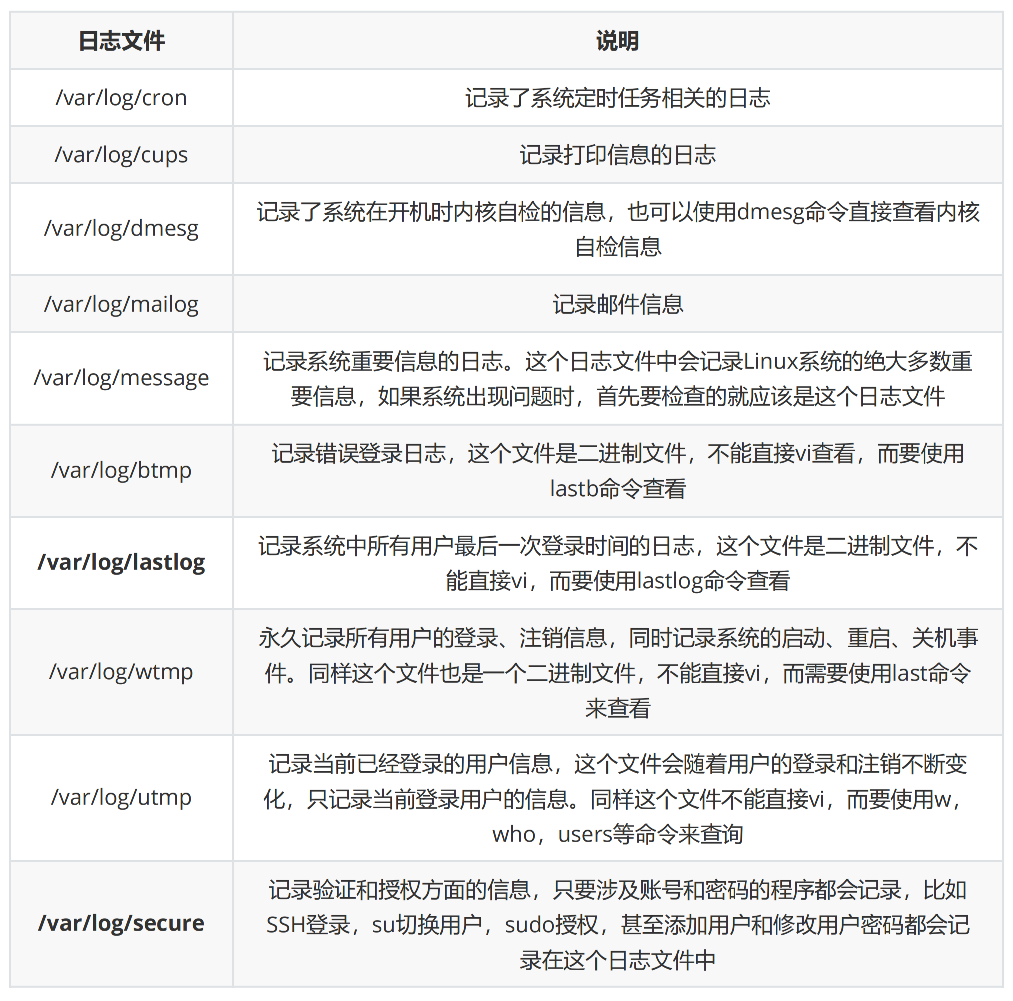 日志文件
说明
/var/log/cron
记录了系统定时任务相关的日志
/var/log/cups
记录打印信息的日志
/var/log/dmesg
记录了系统在开机时内核自检的信息，也可以使用dmesg命令直接查看内核
自检信息
/var/log/mailog
记录邮件信息
/var/log/message
记录系统重要信息的日志。这个日志文件中会记录Linux系统的绝大多数重
要信息，如果系统出现问题时，首先要检查的就应该是这个日志文件
/var/log/btmp
记录错误登录日志，这个文件是二进制文件，不能直接vi查看，而要使用
lastb命令查看
/var/log/lastlog
记录系统中所有用户最后一次登录时间的日志，这个文件是二进制文件，不
能直接vi，而要使用lastlog命令查看
/var/log/wtmp
永久记录所有用户的登录、注销信息，同时记录系统的启动、重启、关机事
件。同样这个文件也是一个二进制文件，不能直接vi，而需要使用last命令
来查看
/var/log/utmp
记录当前已经登录的用户信息，这个文件会随着用户的登录和注销不断变
化，只记录当前登录用户的信息。同样这个文件不能直接vi，而要使用w，
who，users等命令来查询
/var/log/secure
记录验证和授权方面的信息，只要涉及账号和密码的程序都会记录，比如
SSH登录，su切换用户，sudo授权，甚至添加用户和修改用户密码都会记
录在这个日志文件中